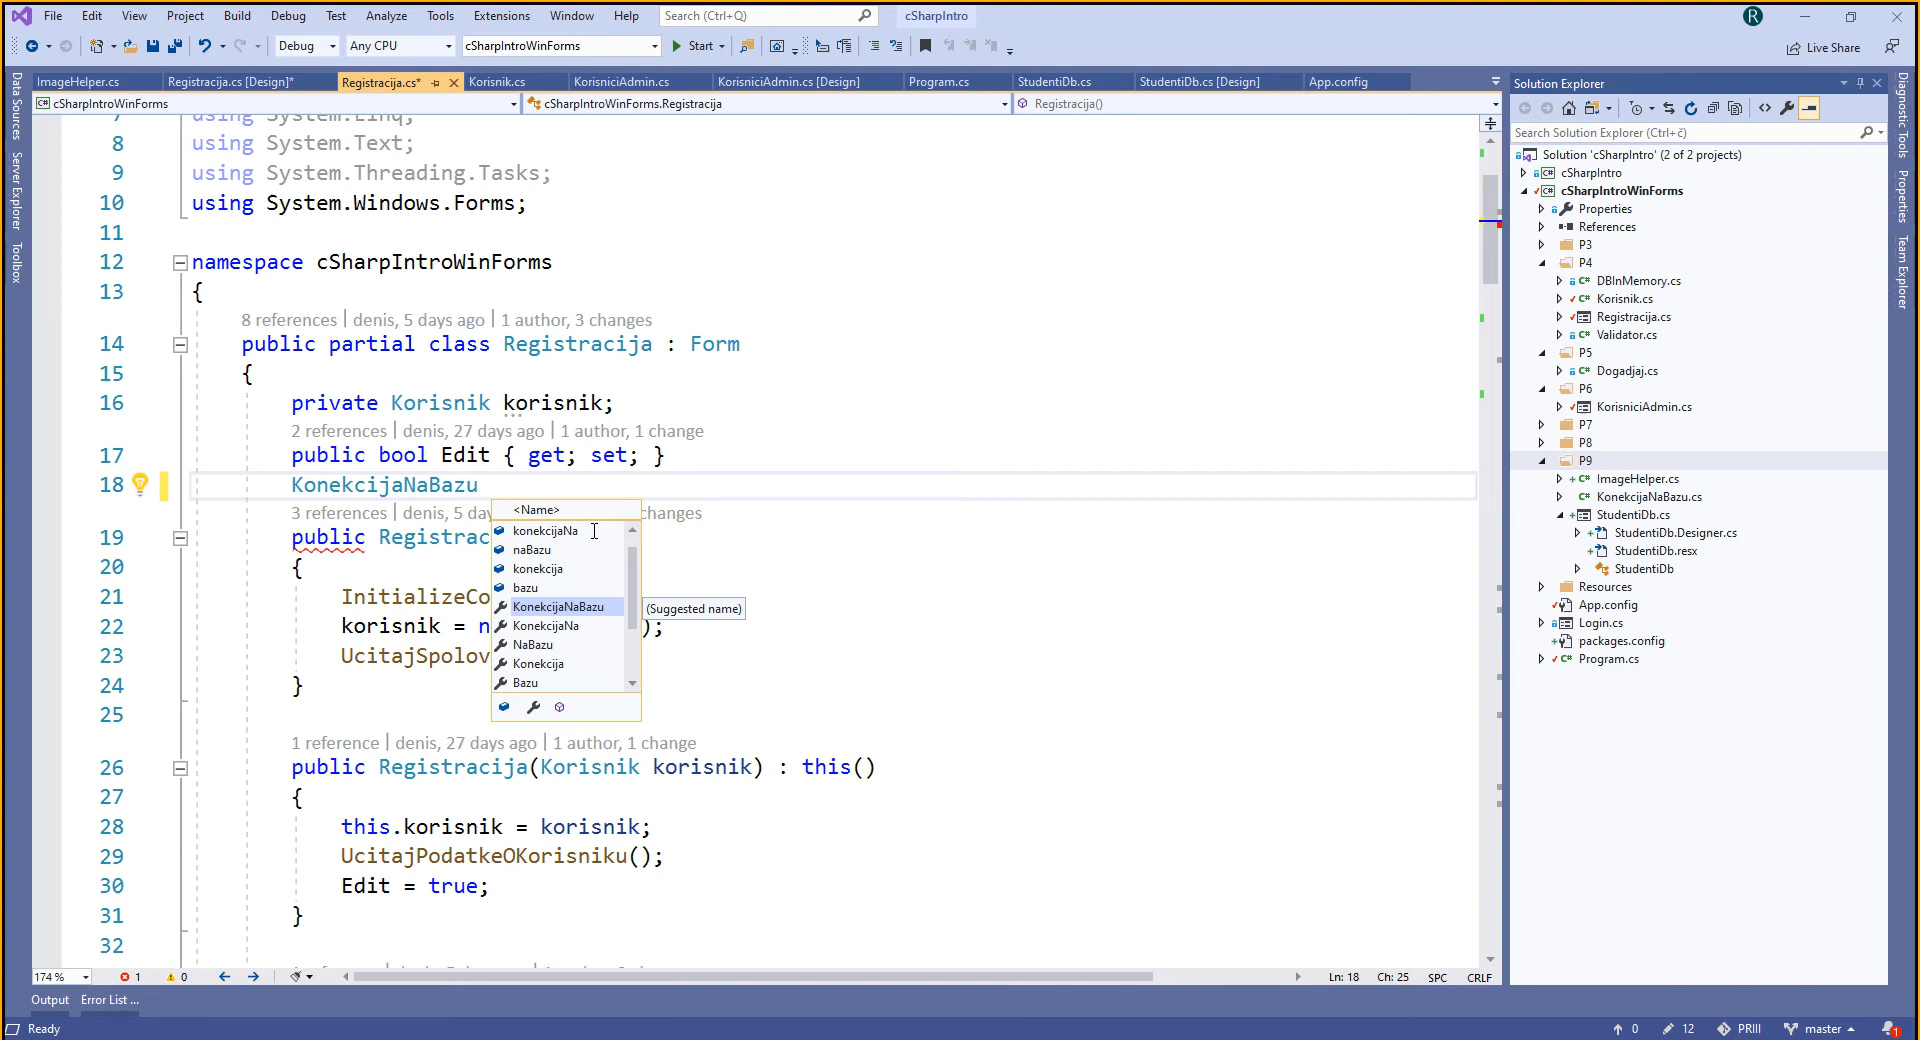 File Edit View Project Build Debug Test Analyze Tools Extensions Window Help Search (Ctrl+Q) cSharpIntro R
Debug Any CPU cSharpIntroWinForms Start Live Share
ImageHelper.cs Registracija.cs [Design]* Registracija.cs* Korisnik.cs KorisniciAdmin.cs KorisniciAdmin.cs [Design] Program.cs StudentiDb.cs StudentiDb.cs [Design] App.config
cSharpIntroWinForms cSharpIntroWinForms.Registracija Registracija()
Data Sources
Server Explorer
Toolbox
7 using System.Linq;
8 using System.Text;
9 using System.Threading.Tasks;
10 using System.Windows.Forms;
11
12 namespace cSharpIntroWinForms
13 {
8 references | denis, 5 days ago | 1 author, 3 changes
14 public partial class Registracija : Form
15 {
16 private Korisnik korisnik;
2 references | denis, 27 days ago | 1 author, 1 change
17 public bool Edit { get; set; }
18 KonekcijaNaBazu
3 references | denis, 5 day changes
19 public Registrac
20 {
21 InitializeCo
22 korisnik = n );
23 UcitajSpolov
24 }
25
1 reference | denis, 27 days ago | 1 author, 1 change
26 public Registracija(Korisnik korisnik) : this()
27 {
28 this.korisnik = korisnik;
29 UcitajPodatkeOKorisniku();
30 Edit = true;
31 }
32
<Name>
konekcijaNa
naBazu
konekcija
bazu
KonekcijaNaBazu (Suggested name)
KonekcijaNa
NaBazu
Konekcija
Bazu
174 % 1 0 Ln: 18 Ch: 25 SPC CRLF
Output Error List ...
Ready 0 12 PRIII master 1
Solution Explorer
Search Solution Explorer (Ctrl+č)
Solution 'cSharpIntro' (2 of 2 projects)
cSharpIntro
cSharpIntroWinForms
Properties
References
P3
P4
DBInMemory.cs
Korisnik.cs
Registracija.cs
Validator.cs
P5
Dogadjaj.cs
P6
KorisniciAdmin.cs
P7
P8
P9
ImageHelper.cs
KonekcijaNaBazu.cs
StudentiDb.cs
StudentiDb.Designer.cs
StudentiDb.resx
StudentiDb
Resources
App.config
Login.cs
packages.config
Program.cs
Diagnostic Tools
Properties
Team Explorer